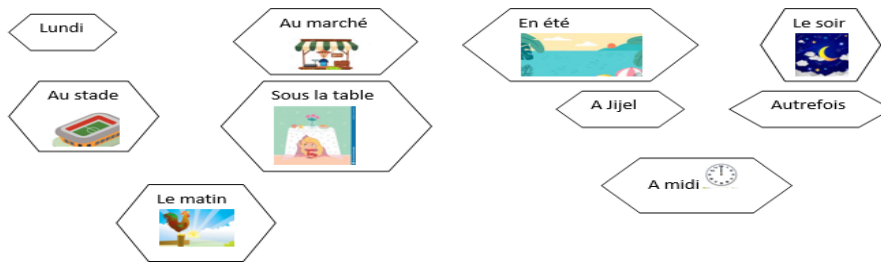 Lundi
Au marché
En été
Le soir
Au stade
Sous la table
A Jijel
Autrefois
A midi
Le matin